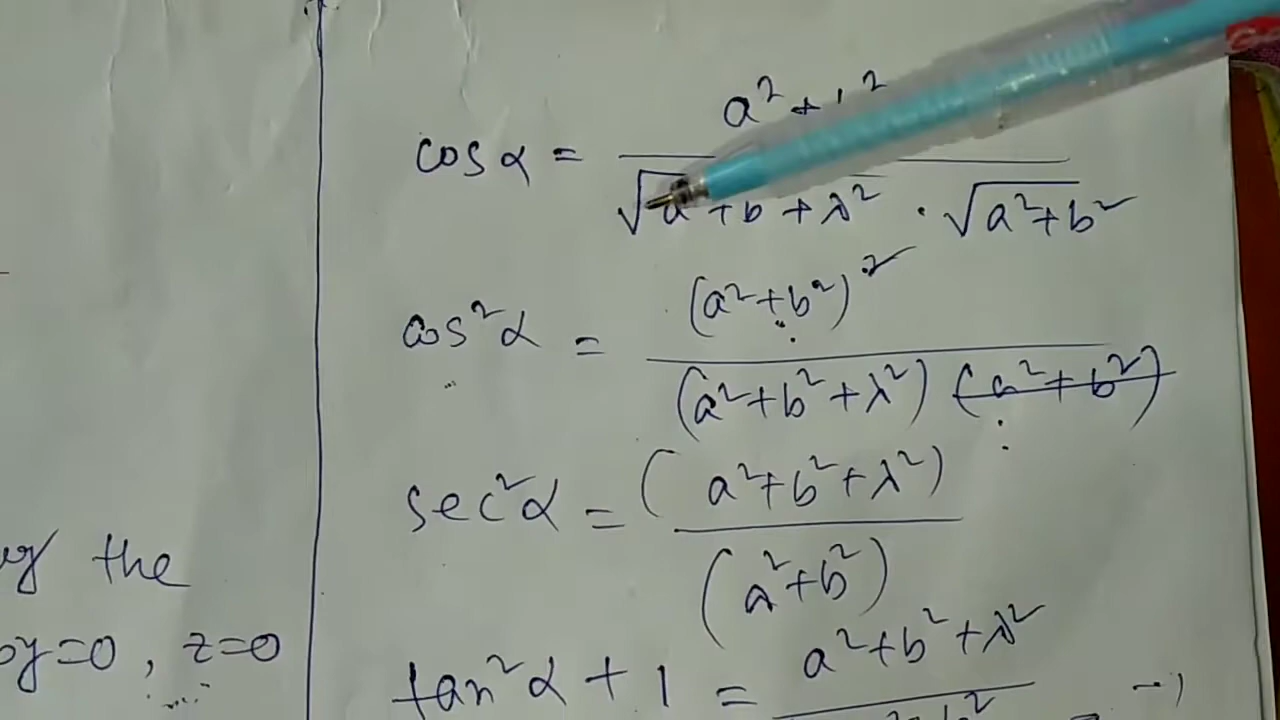 cos α = a² + b² / √a² + b² + λ² · √a²+b²
cos²α = (a²+b²)² / (a²+b²+λ²) (a²+b²)
sec²α = (a²+b²+λ²) / (a²+b²)
the
y=0, z=0
tan²α + 1 = a²+b²+λ²